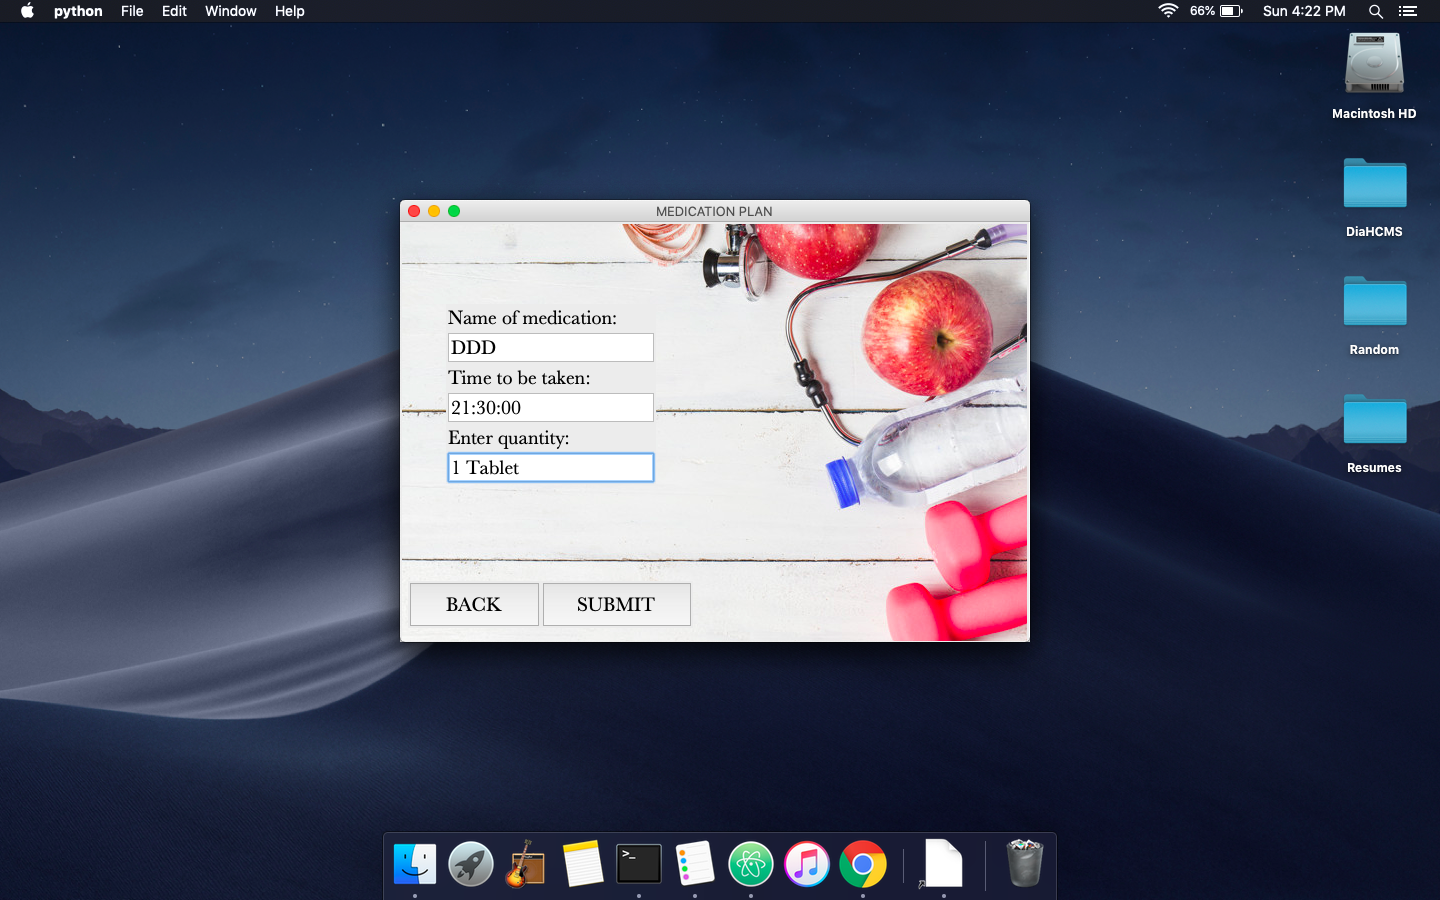 python File Edit Window Help 66% Sun 4:22 PM
Macintosh HD
DiaHCMS
Random
Resumes
MEDICATION PLAN
Name of medication:
DDD
Time to be taken:
21:30:00
Enter quantity:
1 Tablet
BACK SUBMIT
>_